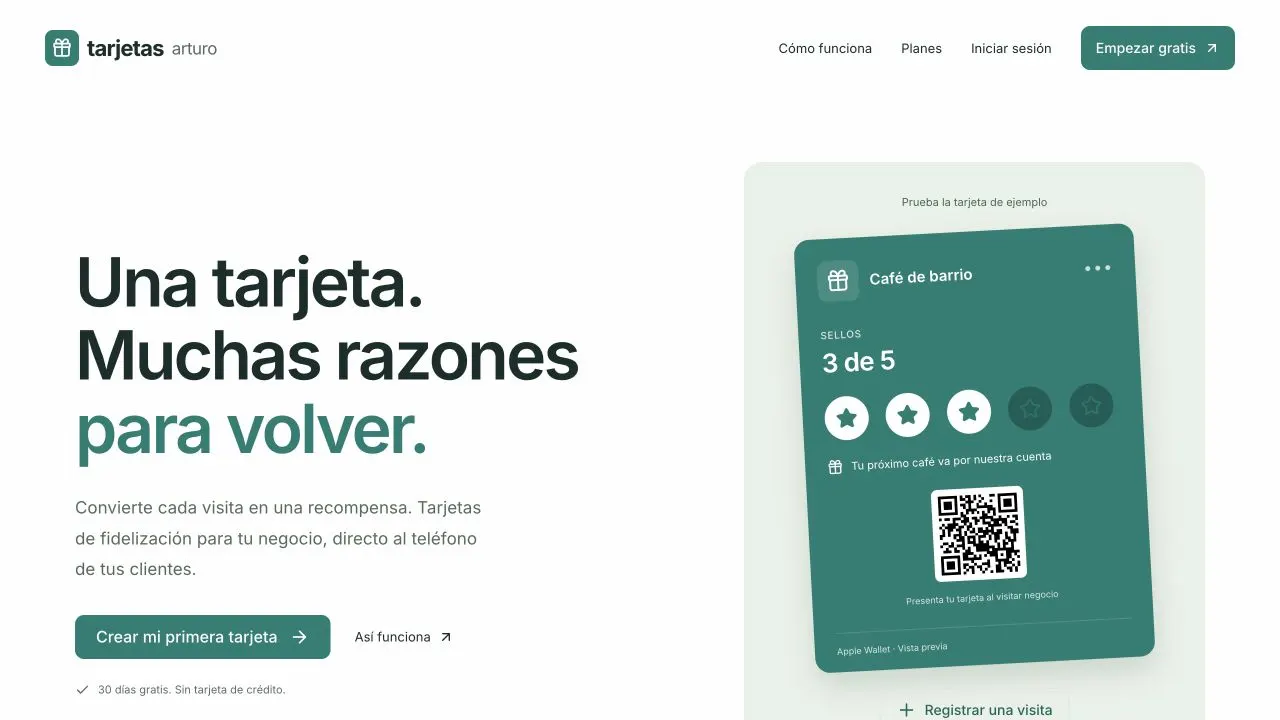 tarjetas arturo
Cómo funciona
Planes
Iniciar sesión
Empezar gratis
Una tarjeta.
Muchas razones
para volver.
Convierte cada visita en una recompensa. Tarjetas
de fidelización para tu negocio, directo al teléfono
de tus clientes.
Crear mi primera tarjeta
Así funciona
30 días gratis. Sin tarjeta de crédito.
Prueba la tarjeta de ejemplo
Café de barrio
SELLOS
3 de 5
Tu próximo café va por nuestra cuenta
Presenta tu tarjeta al visitar negocio
Apple Wallet · Vista previa
Registrar una visita